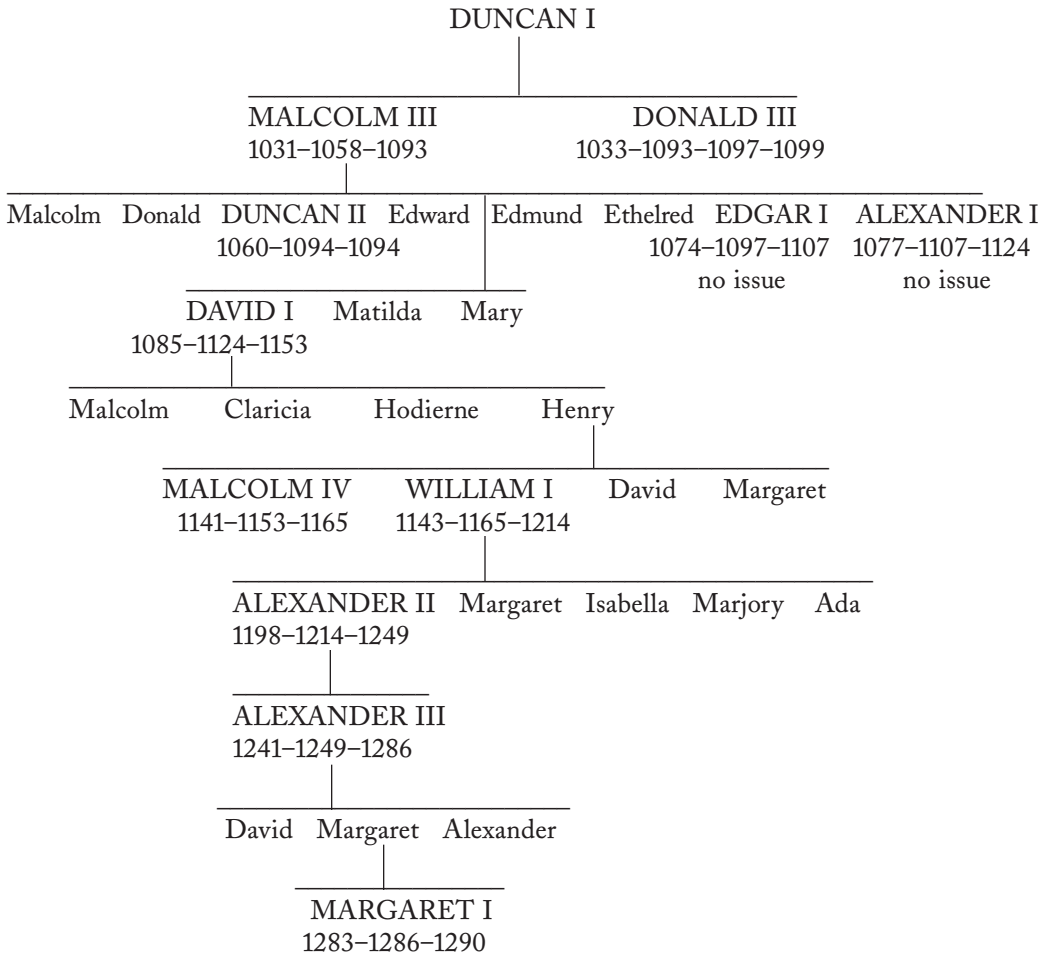 DUNCAN I
MALCOLM III DONALD III
1031–1058–1093 1033–1093–1097–1099
Malcolm Donald DUNCAN II Edward Edmund Ethelred EDGAR I ALEXANDER I
1060–1094–1094 1074–1097–1107 1077–1107–1124
no issue no issue
DAVID I Matilda Mary
1085–1124–1153
Malcolm Claricia Hodierne Henry
MALCOLM IV WILLIAM I David Margaret
1141–1153–1165 1143–1165–1214
ALEXANDER II Margaret Isabella Marjory Ada
1198–1214–1249
ALEXANDER III
1241–1249–1286
David Margaret Alexander
MARGARET I
1283–1286–1290